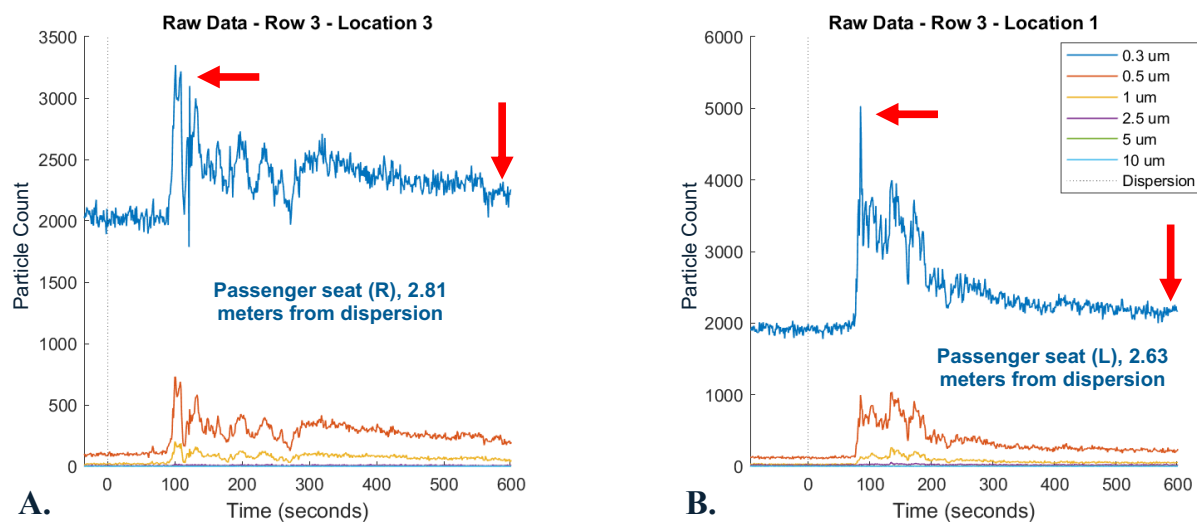 Raw Data - Row 3 - Location 3
3500
3000
2500
2000
1500
1000
500
0
Particle Count
0
100
200
300
400
500
600
Time (seconds)
Passenger seat (R), 2.81
meters from dispersion
A.
Raw Data - Row 3 - Location 1
6000
5000
4000
3000
2000
1000
0
Particle Count
0
100
200
300
400
500
600
Time (seconds)
0.3 um
0.5 um
1 um
2.5 um
5 um
10 um
Dispersion
Passenger seat (L), 2.63
meters from dispersion
B.